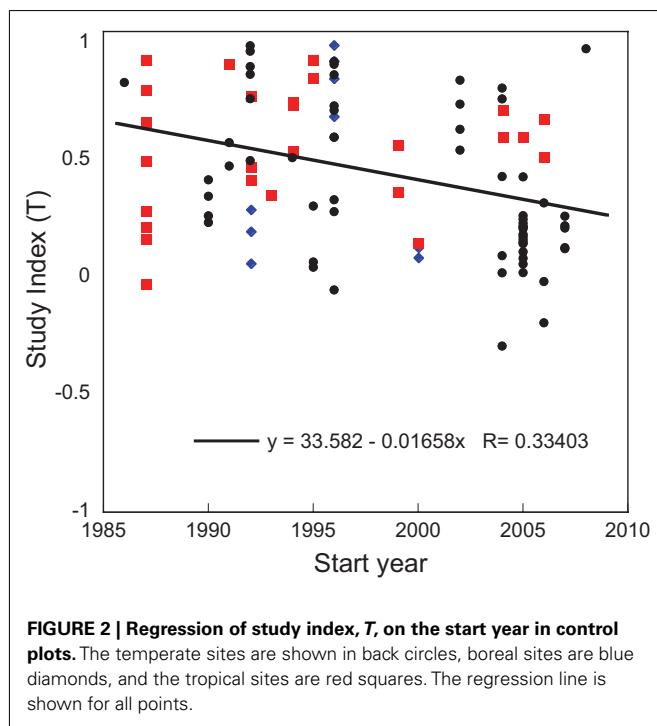 1
0.5
0
-0.5
-1
Study Index (T)
y = 33.582 - 0.01658x R= 0.33403
1985 1990 1995 2000 2005 2010
Start year
FIGURE 2 | Regression of study index, T, on the start year in control
plots. The temperate sites are shown in back circles, boreal sites are blue
diamonds, and the tropical sites are red squares. The regression line is
shown for all points.